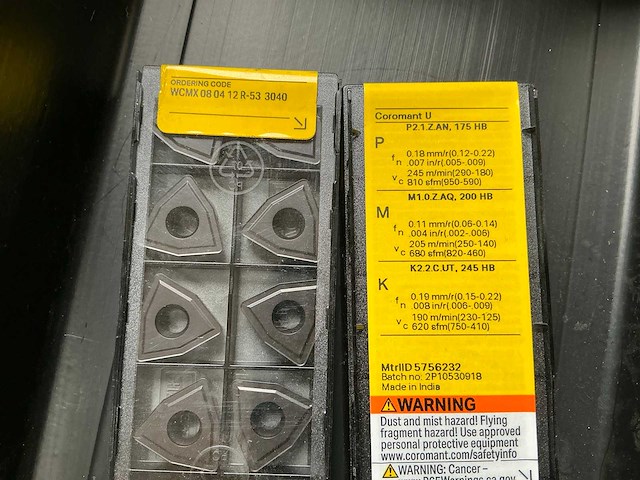 ORDERING CODE
WCMX 08 04 12 R-53 3040
Coromant U
P2.1.Z.AN, 175 HB
P
fn 0.18 mm/r(0.12-0.22)
.007 in/r(.005-.009)
vc 245 m/min(290-180)
810 sfm(950-590)
M1.0.Z.AQ, 200 HB
M
fn 0.11 mm/r(0.06-0.14)
.004 in/r(.002-.006)
vc 205 m/min(250-140)
680 sfm(820-460)
K2.2.C.UT, 245 HB
K
fn 0.19 mm/r(0.15-0.22)
.008 in/r(.006-.009)
vc 190 m/min(230-125)
620 sfm(750-410)
MtrlID 5756232
Batch no: 2P1053091B
Made in India
WARNING
Dust and mist hazard! Flying
fragment hazard! Use approved
personal protective equipment
www.coromant.com/safetyinfo
WARNING: Cancer –